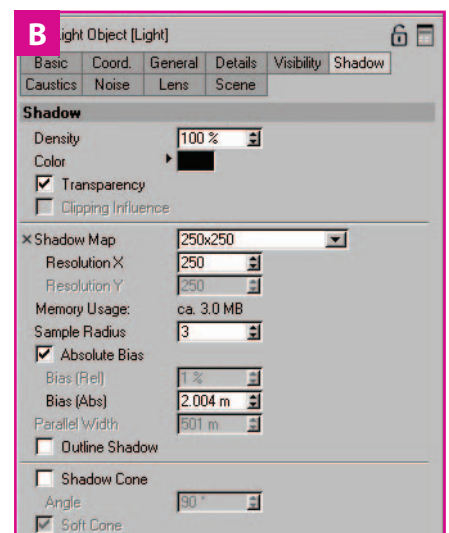 B
Light Object [Light]
Basic Coord. General Details Visibility Shadow
Caustics Noise Lens Scene
Shadow
Density 100 %
Color
Transparency
Clipping Influence
Shadow Map 250x250
Resolution X 250
Resolution Y 250
Memory Usage: ca. 3.0 MB
Sample Radius 3
Absolute Bias
Bias (Rel) 1 %
Bias (Abs) 2.004 m
Parallel Width 501 m
Outline Shadow
Shadow Cone
Angle 90 °
Soft Cone